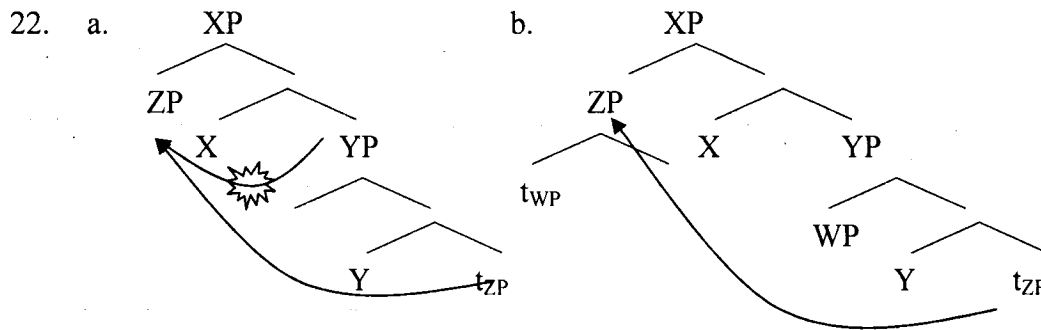 22. a. XP b. XP
ZP ZP
X YP X YP
t_WP
WP
Y t_ZP Y t_ZP